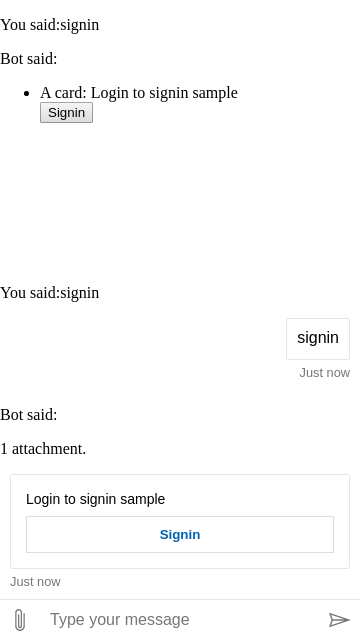 You said:signin
Bot said:
A card: Login to signin sample
Signin
You said:signin
signin
Just now
Bot said:
1 attachment.
Login to signin sample
Signin
Just now
Type your message